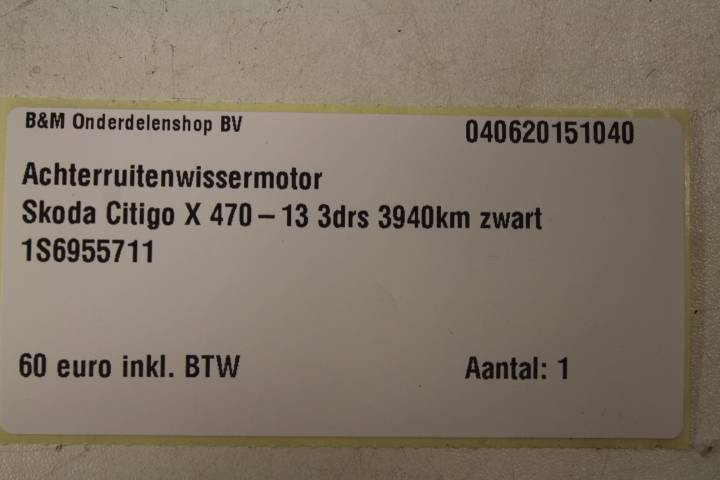 B&M Onderdelenshop BV 040620151040
Achterruitenwissermotor
Skoda Citigo X 470 – 13 3drs 3940km zwart
1S6955711
60 euro inkl. BTW Aantal: 1